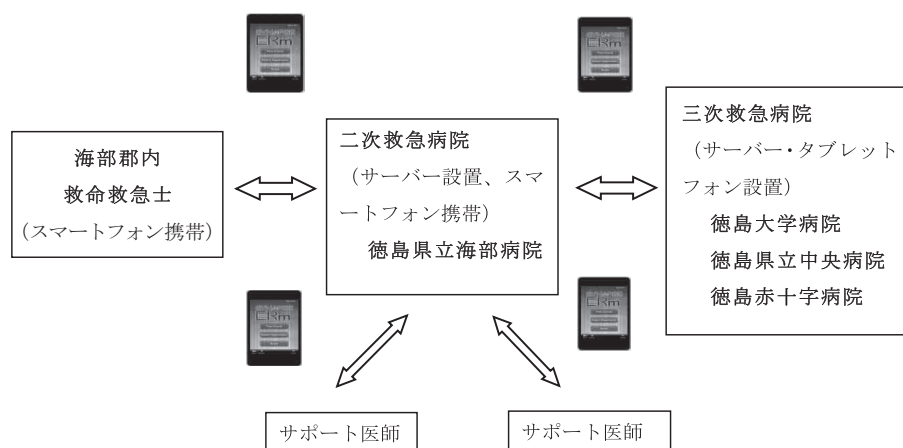 海部郡内
救命救急士
（スマートフォン携帯）
二次救急病院
（サーバー設置、スマ
ートフォン携帯）
徳島県立海部病院
三次救急病院
（サーバー・タブレット
フォン設置）
徳島大学病院
徳島県立中央病院
徳島赤十字病院
サポート医師
サポート医師